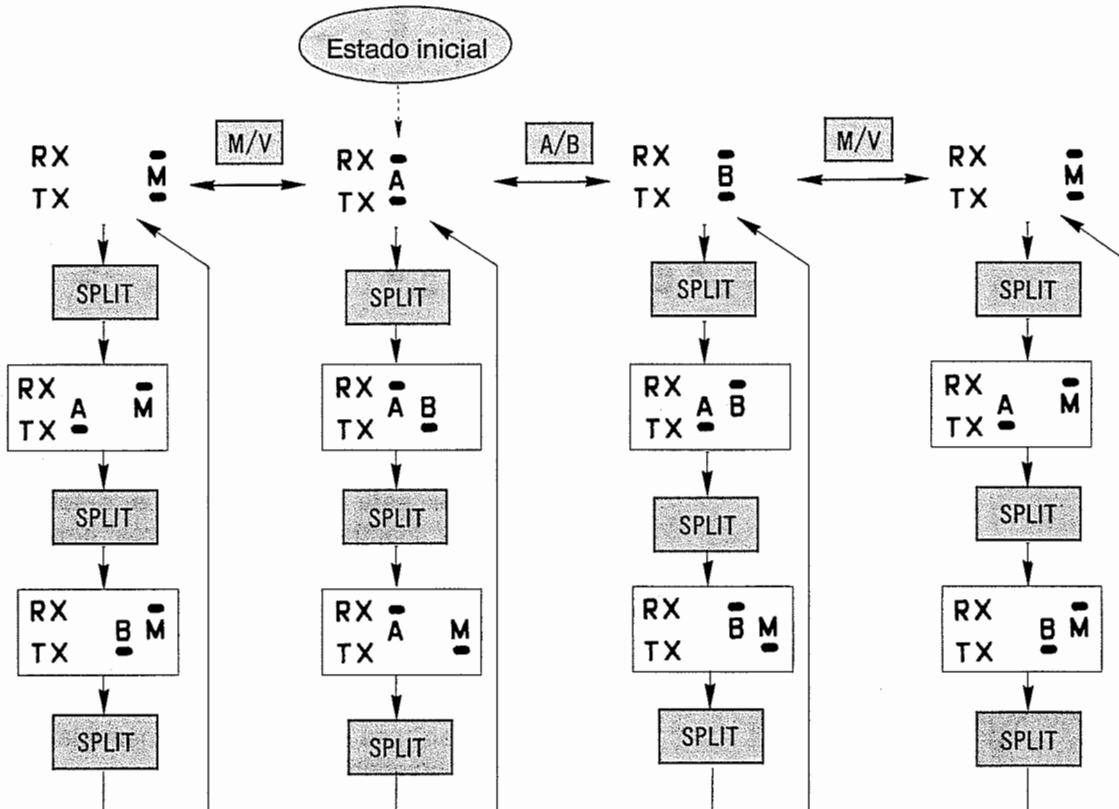 Estado inicial
M/V A/B M/V
RX RX RX RX
M A B M
TX TX TX TX
SPLIT SPLIT SPLIT SPLIT
RX RX RX RX
A M A B A B A M
TX TX TX TX
SPLIT SPLIT SPLIT SPLIT
RX RX RX RX
B M A M B M B M
TX TX TX TX
SPLIT SPLIT SPLIT SPLIT